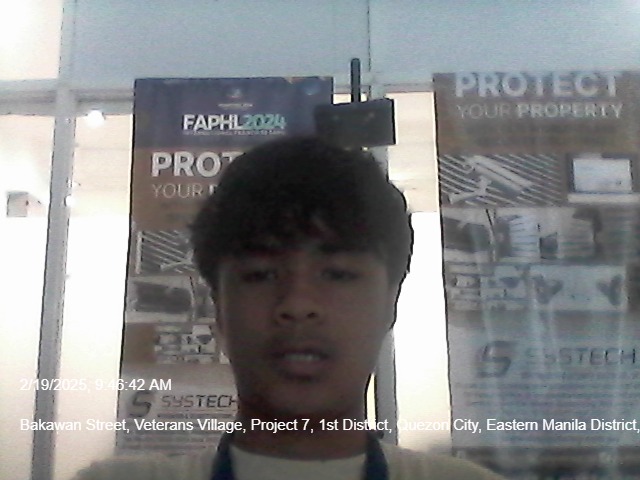 FAPHL2024
PROT
YOUR
PROTECT
YOUR PROPERTY
2/19/2025, 9:46:42 AM
SYSTECH
SYSTECH
Bakawan Street, Veterans Village, Project 7, 1st District, Quezon City, Eastern Manila District,